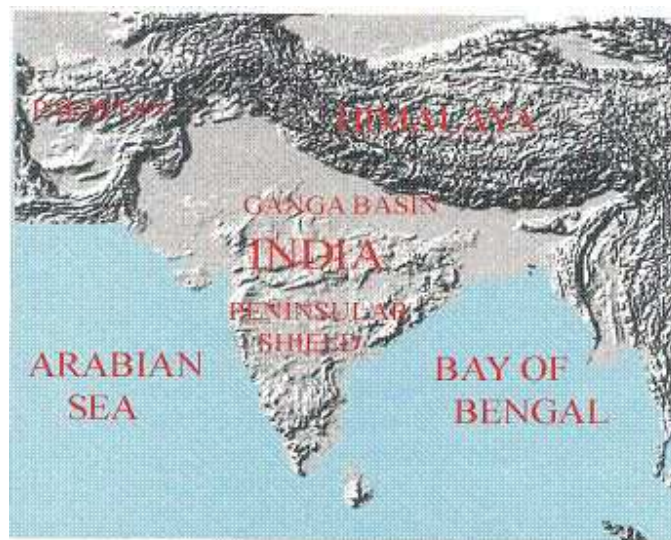 HIMALAYA
GANGA BASIN
INDIA
PENINSULAR
SHIELD
ARABIAN
SEA
BAY OF
BENGAL